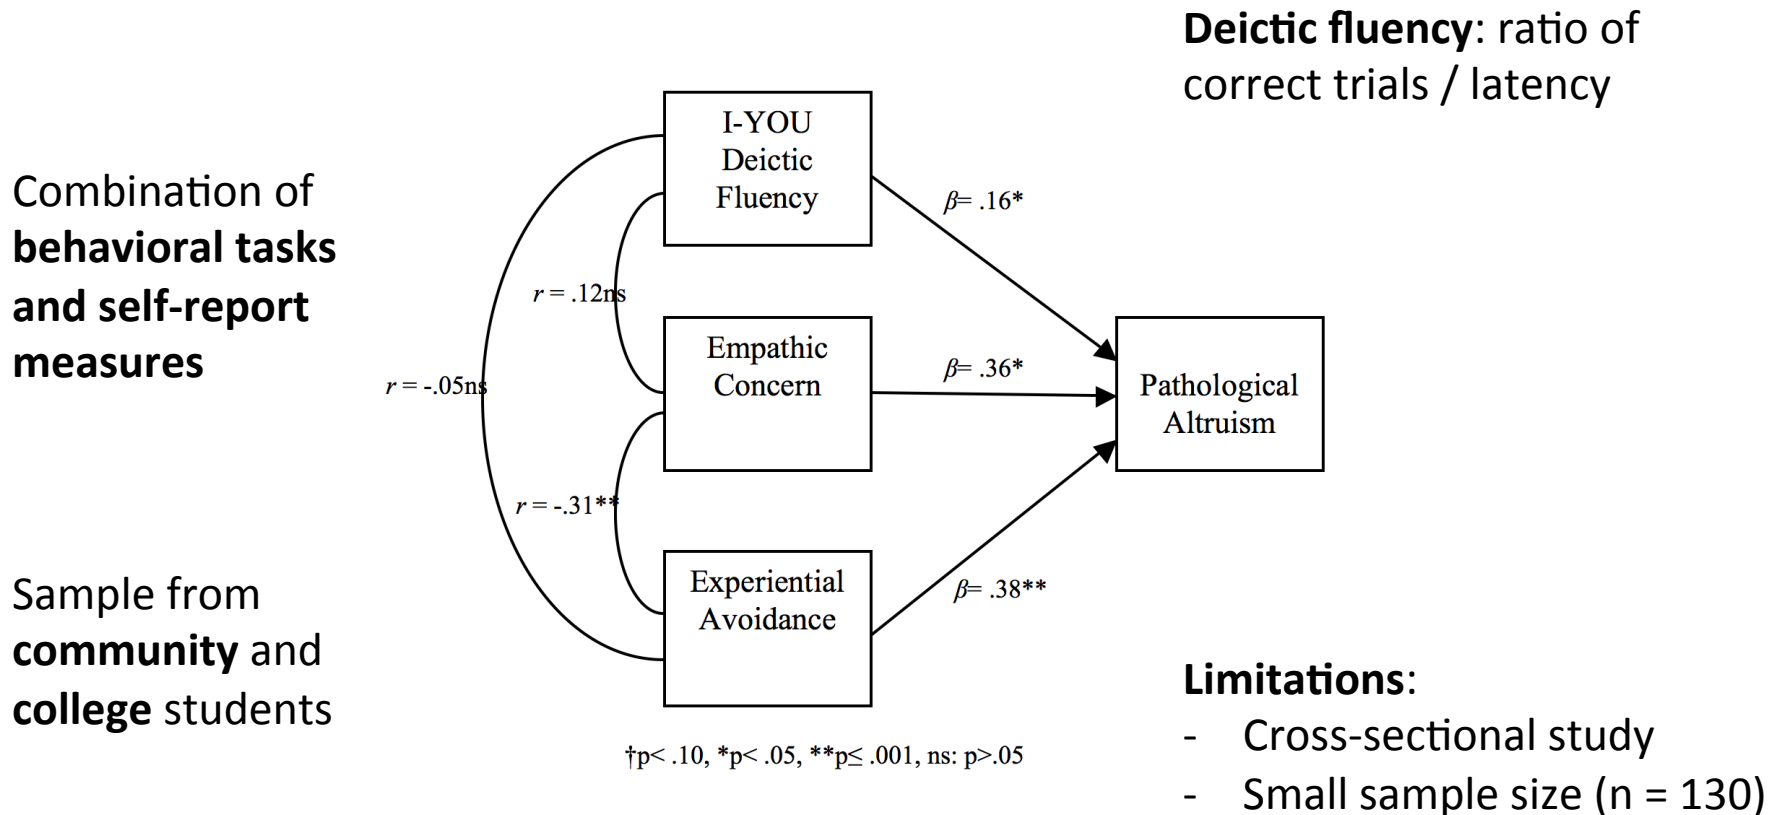 Deictic fluency: ratio of
correct trials / latency
Combination of
behavioral tasks
and self-report
measures
Sample from
community and
college students
I-YOU
Deictic
Fluency
Empathic
Concern
Experiential
Avoidance
r = .12ns
r = -.05ns
r = -.31**
β= .16*
β= .36*
β= .38**
Pathological
Altruism
†p< .10, *p< .05, **p≤ .001, ns: p>.05
Limitations:
- Cross-sectional study
- Small sample size (n = 130)